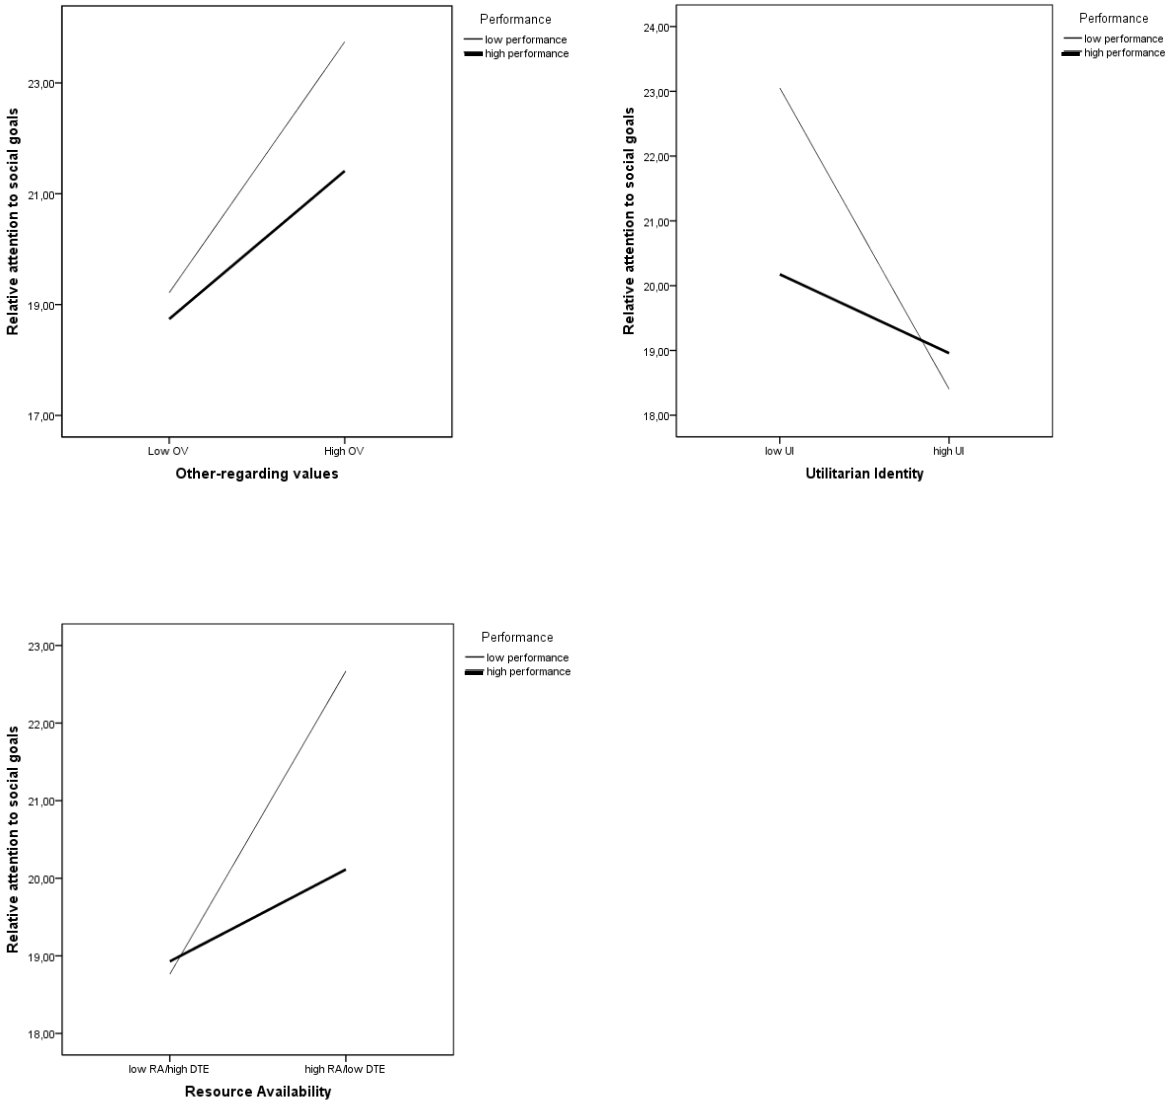 Performance
low performance
high performance
23,00
21,00
19,00
17,00
Relative attention to social goals
Low OV
High OV
Other-regarding values
Performance
low performance
high performance
24,00
23,00
22,00
21,00
20,00
19,00
18,00
Relative attention to social goals
low UI
high UI
Utilitarian Identity
Performance
low performance
high performance
23,00
22,00
21,00
20,00
19,00
18,00
Relative attention to social goals
low RA/high DTE
high RA/low DTE
Resource Availability